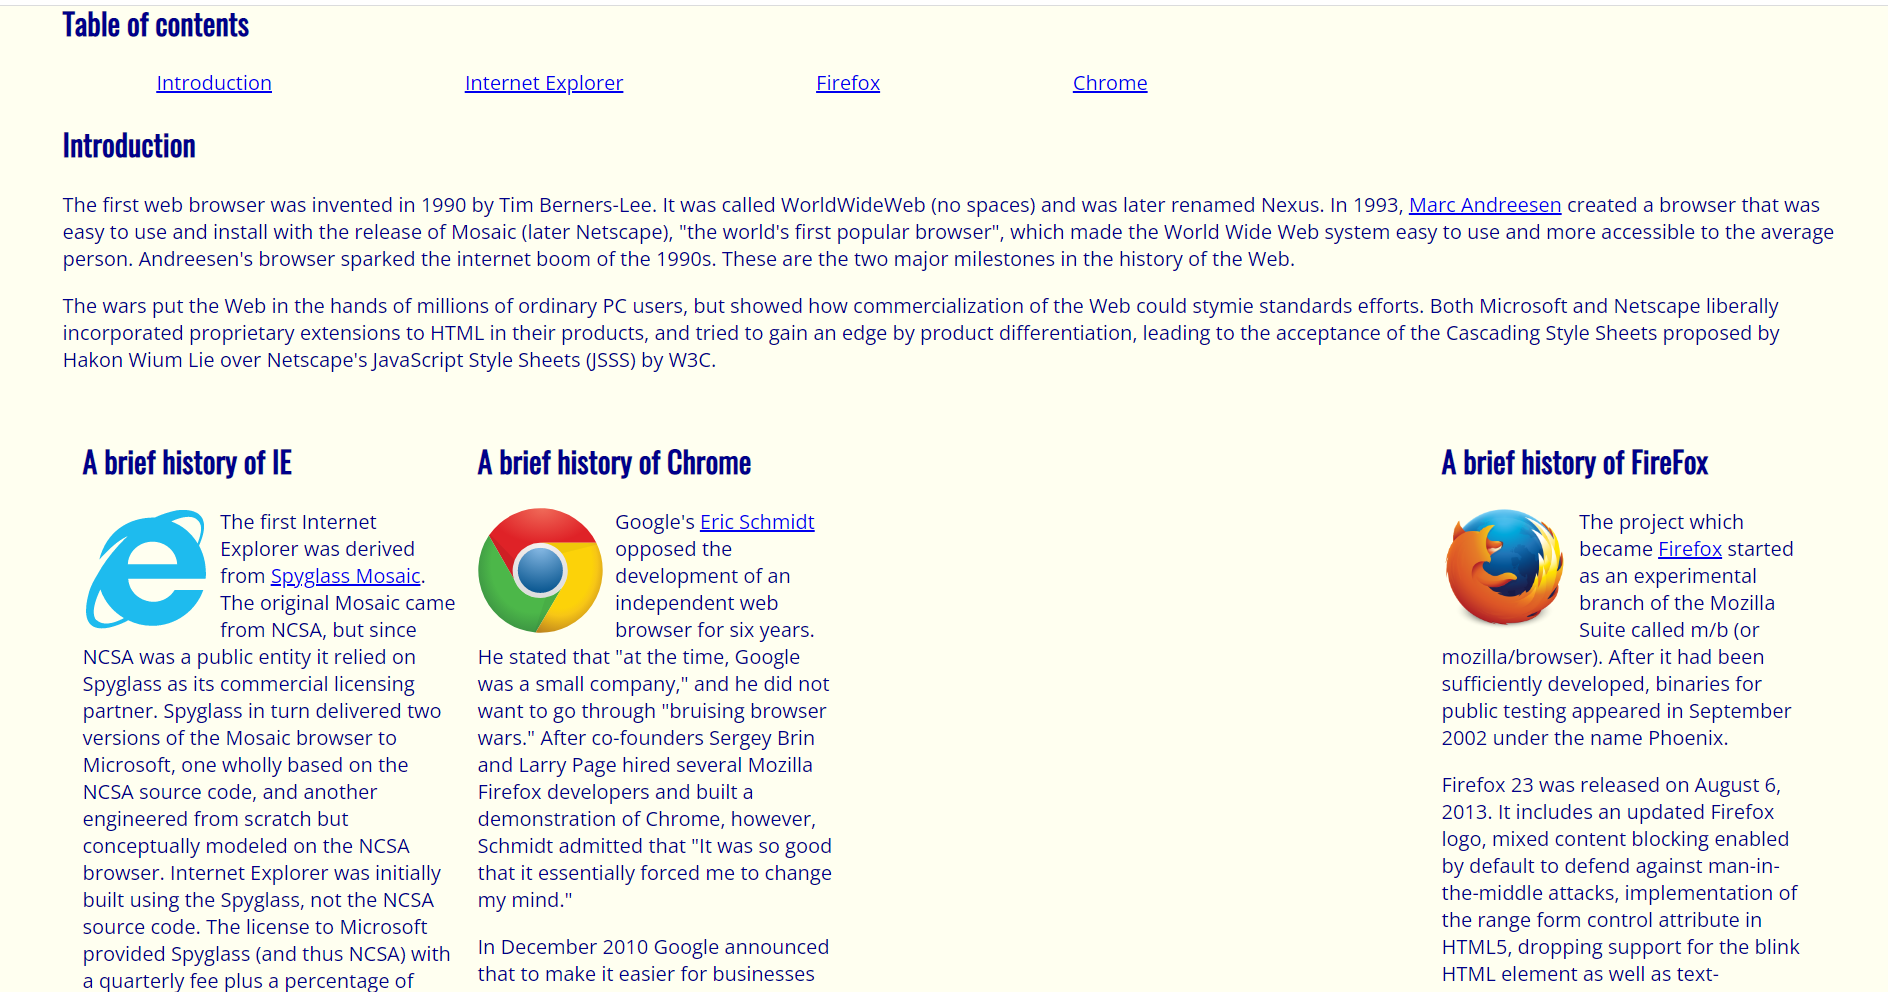 Table of contents
Introduction
Internet Explorer
Firefox
Chrome
Introduction
The first web browser was invented in 1990 by Tim Berners-Lee. It was called WorldWideWeb (no spaces) and was later renamed Nexus. In 1993, Marc Andreesen created a browser that was
easy to use and install with the release of Mosaic (later Netscape), "the world's first popular browser", which made the World Wide Web system easy to use and more accessible to the average
person. Andreesen's browser sparked the internet boom of the 1990s. These are the two major milestones in the history of the Web.
The wars put the Web in the hands of millions of ordinary PC users, but showed how commercialization of the Web could stymie standards efforts. Both Microsoft and Netscape liberally
incorporated proprietary extensions to HTML in their products, and tried to gain an edge by product differentiation, leading to the acceptance of the Cascading Style Sheets proposed by
Hakon Wium Lie over Netscape's JavaScript Style Sheets (JSSS) by W3C.
A brief history of IE
The first Internet
Explorer was derived
from Spyglass Mosaic.
The original Mosaic came
from NCSA, but since
NCSA was a public entity it relied on
Spyglass as its commercial licensing
partner. Spyglass in turn delivered two
versions of the Mosaic browser to
Microsoft, one wholly based on the
NCSA source code, and another
engineered from scratch but
conceptually modeled on the NCSA
browser. Internet Explorer was initially
built using the Spyglass, not the NCSA
source code. The license to Microsoft
provided Spyglass (and thus NCSA) with
a quarterly fee plus a percentage of
A brief history of Chrome
Google's Eric Schmidt
opposed the
development of an
independent web
browser for six years.
He stated that "at the time, Google
was a small company," and he did not
want to go through "bruising browser
wars." After co-founders Sergey Brin
and Larry Page hired several Mozilla
Firefox developers and built a
demonstration of Chrome, however,
Schmidt admitted that "It was so good
that it essentially forced me to change
my mind."
In December 2010 Google announced
that to make it easier for businesses
A brief history of FireFox
The project which
became Firefox started
as an experimental
branch of the Mozilla
Suite called m/b (or
mozilla/browser). After it had been
sufficiently developed, binaries for
public testing appeared in September
2002 under the name Phoenix.
Firefox 23 was released on August 6,
2013. It includes an updated Firefox
logo, mixed content blocking enabled
by default to defend against man-in-
the-middle attacks, implementation of
the range form control attribute in
HTML5, dropping support for the blink
HTML element as well as text-